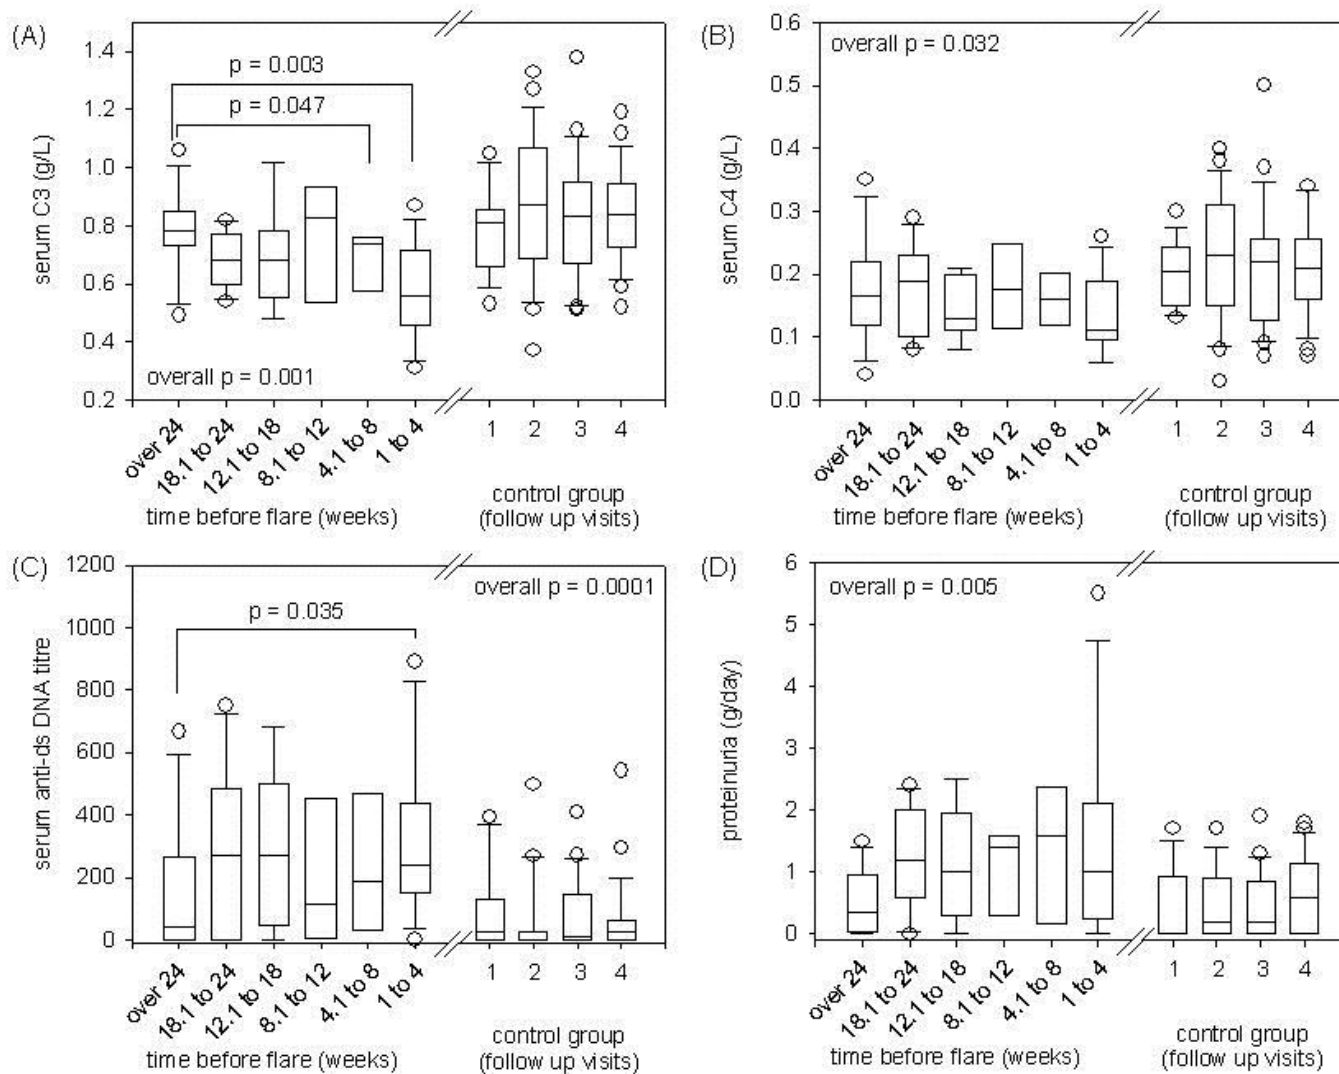 (A)
serum C3 (g/L)
1.4
1.2
1.0
0.8
0.6
0.4
0.2
p = 0.003
p = 0.047
overall p = 0.001
over 24
18.1 to 24
12.1 to 18
8.1 to 12
4.1 to 8
1 to 4
1
2
3
4
time before flare (weeks)
control group
(follow up visits)
(B)
serum C4 (g/L)
0.6
0.5
0.4
0.3
0.2
0.1
0.0
overall p = 0.032
over 24
18.1 to 24
12.1 to 18
8.1 to 12
4.1 to 8
1 to 4
1
2
3
4
time before flare (weeks)
control group
(follow up visits)
(C)
serum anti-ds DNA titre
1200
1000
800
600
400
200
0
p = 0.035
overall p = 0.0001
over 24
18.1 to 24
12.1 to 18
8.1 to 12
4.1 to 8
1 to 4
1
2
3
4
time before flare (weeks)
control group
(follow up visits)
(D)
proteinuria (g/day)
6
5
4
3
2
1
0
overall p = 0.005
over 24
18.1 to 24
12.1 to 18
8.1 to 12
4.1 to 8
1 to 4
1
2
3
4
time before flare (weeks)
control group
(follow up visits)